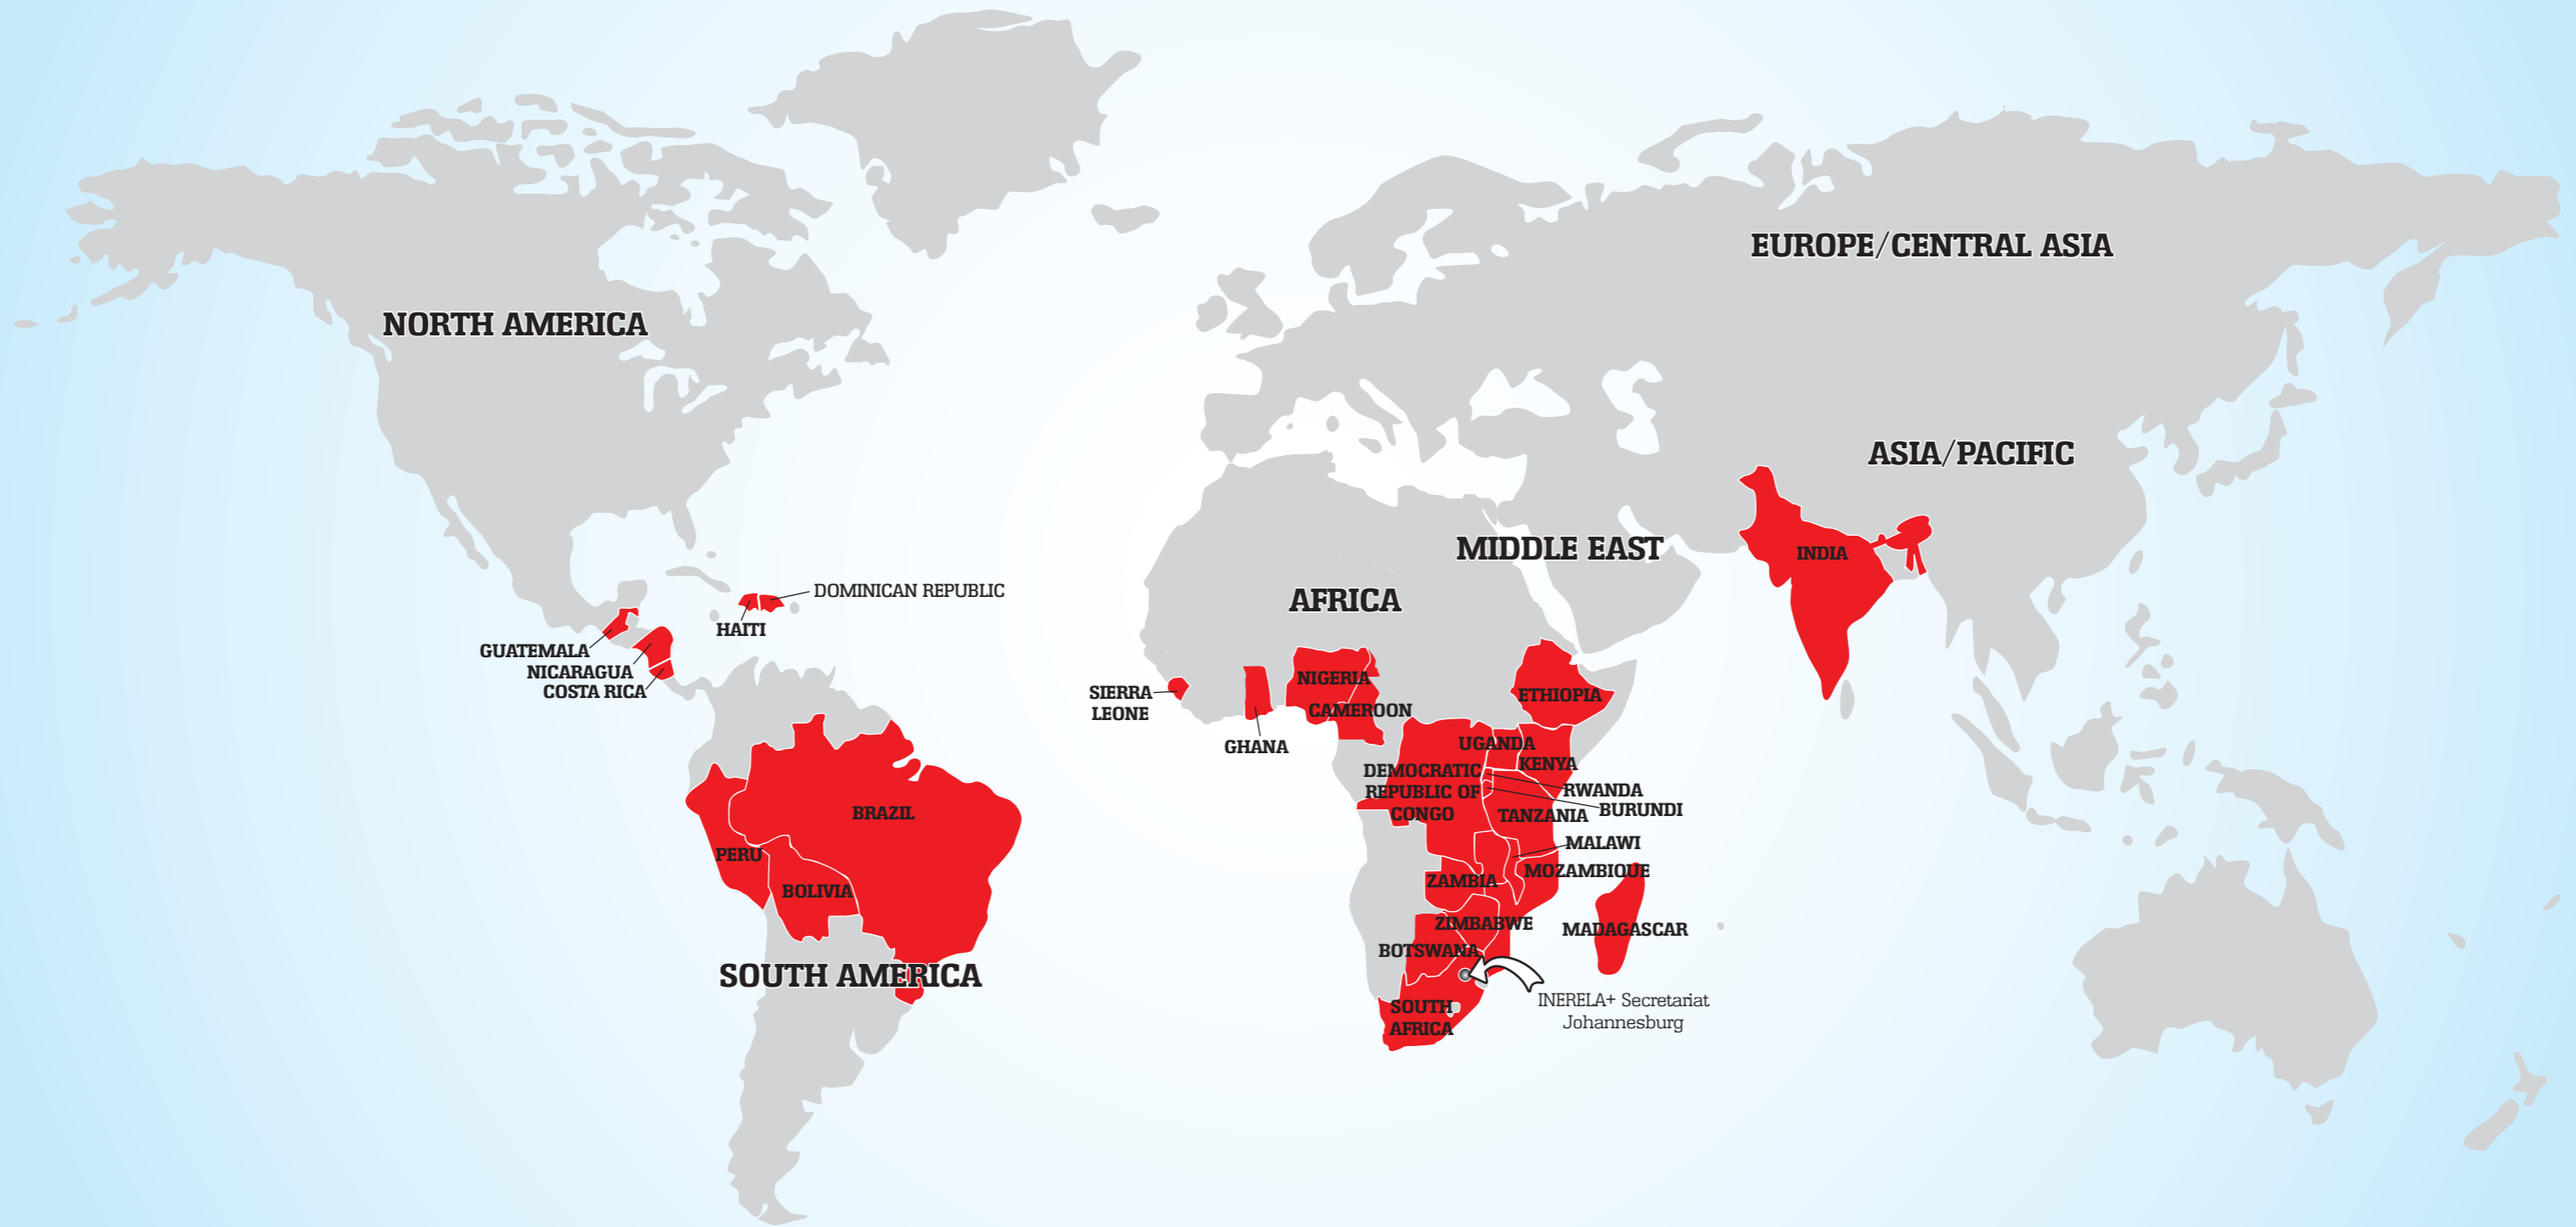 EUROPE/CENTRAL ASIA
NORTH AMERICA
ASIA/PACIFIC
MIDDLE EAST
INDIA
DOMINICAN REPUBLIC
AFRICA
HAITI
GUATEMALA
NICARAGUA
COSTA RICA
NIGERIA
SIERRA
LEONE
ETHIOPIA
CAMEROON
GHANA
UGANDA
KENYA
DEMOCRATIC
REPUBLIC OF
CONGO
RWANDA
BURUNDI
TANZANIA
BRAZIL
MALAWI
PERU
MOZAMBIQUE
ZAMBIA
BOLIVIA
ZIMBABWE
MADAGASCAR
BOTSWANA
SOUTH AMERICA
INERELA+ Secretariat
Johannesburg
SOUTH
AFRICA